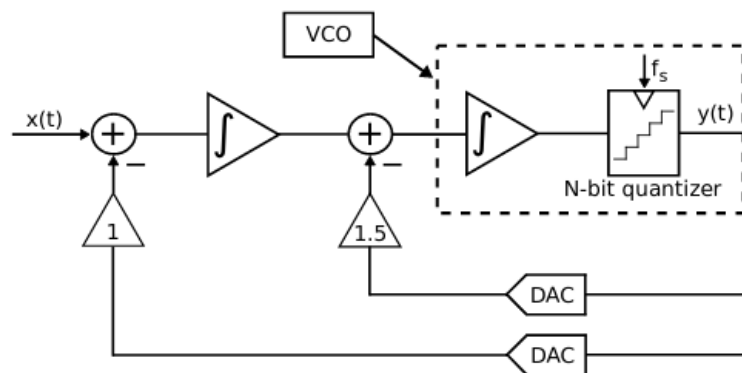 VCO
x(t)
+
−
∫
+
−
∫
f_s
y(t)
N-bit quantizer
1
1.5
DAC
DAC